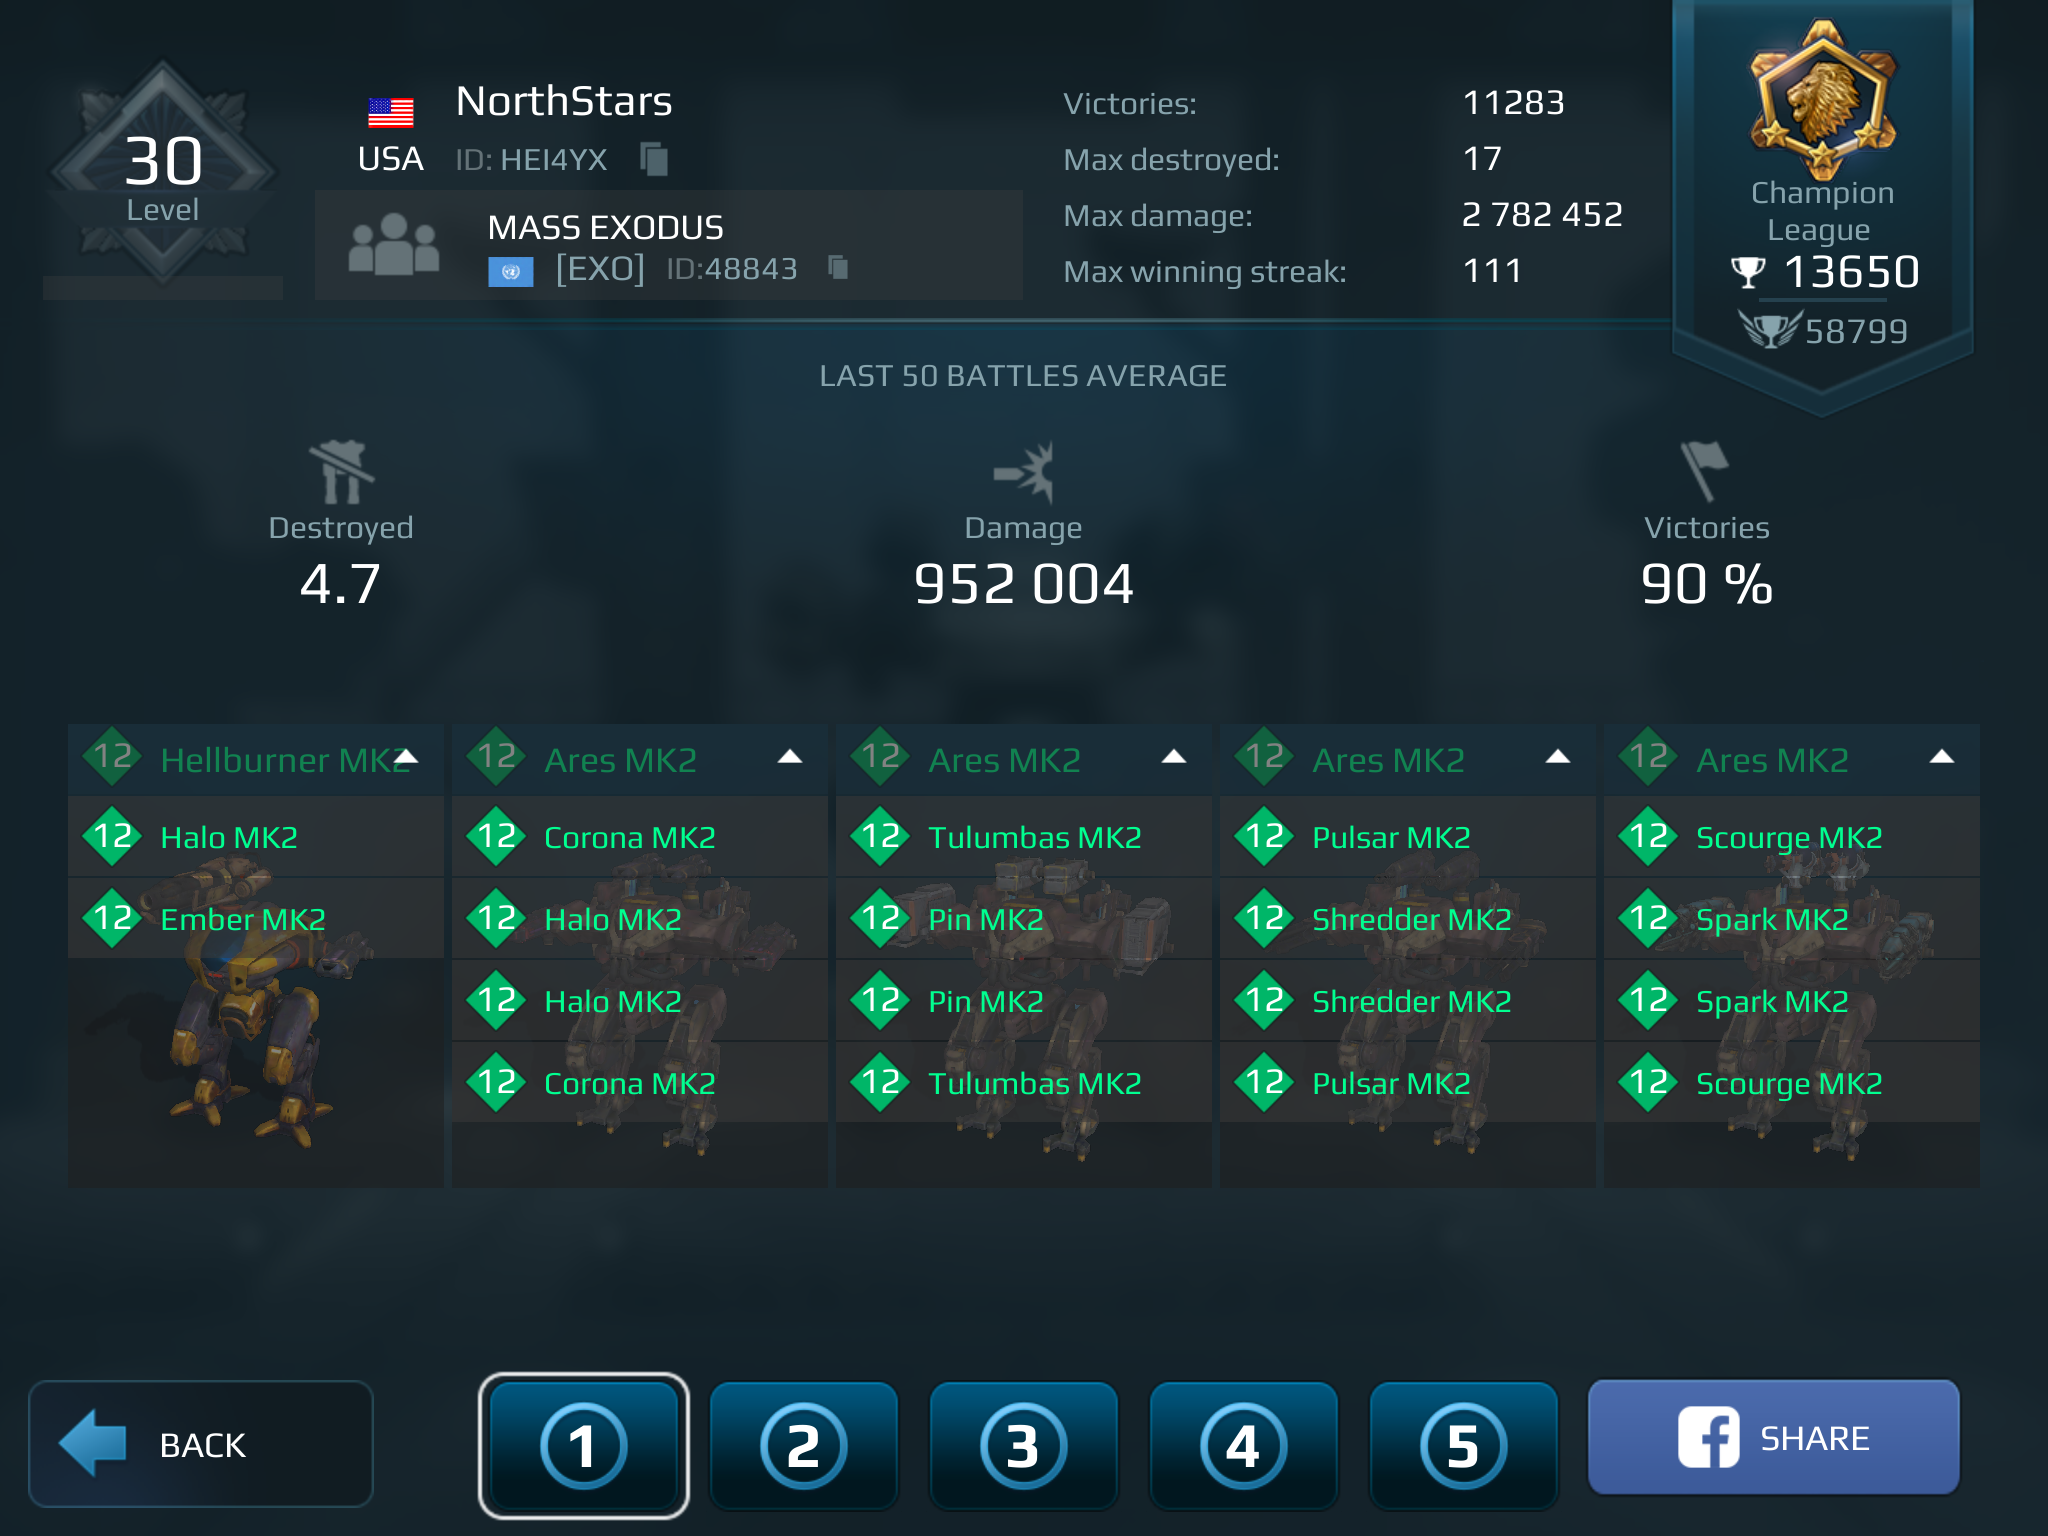 30
Level
USA
NorthStars
ID: HEI4YX
MASS EXODUS
[EXO] ID:48843
Victories: 11283
Max destroyed: 17
Max damage: 2 782 452
Max winning streak: 111
Champion
League
13650
58799
LAST 50 BATTLES AVERAGE
Destroyed
4.7
Damage
952 004
Victories
90 %
12 Hellburner MK2
12 Halo MK2
12 Ember MK2
12 Ares MK2
12 Corona MK2
12 Halo MK2
12 Halo MK2
12 Corona MK2
12 Ares MK2
12 Tulumbas MK2
12 Pin MK2
12 Pin MK2
12 Tulumbas MK2
12 Ares MK2
12 Pulsar MK2
12 Shredder MK2
12 Shredder MK2
12 Pulsar MK2
12 Ares MK2
12 Scourge MK2
12 Spark MK2
12 Spark MK2
12 Scourge MK2
BACK
1
2
3
4
5
SHARE